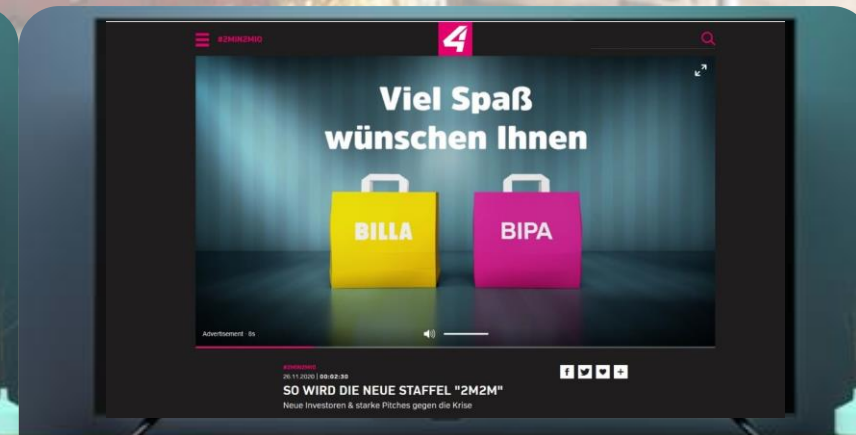 #2MIN2MIO
4
Viel Spaß
wünschen Ihnen
BILLA
BIPA
Advertisement · 8s
#2MIN2MIO
26.11.2020 | 00:02:30
SO WIRD DIE NEUE STAFFEL "2M2M"
Neue Investoren & starke Pitches gegen die Krise